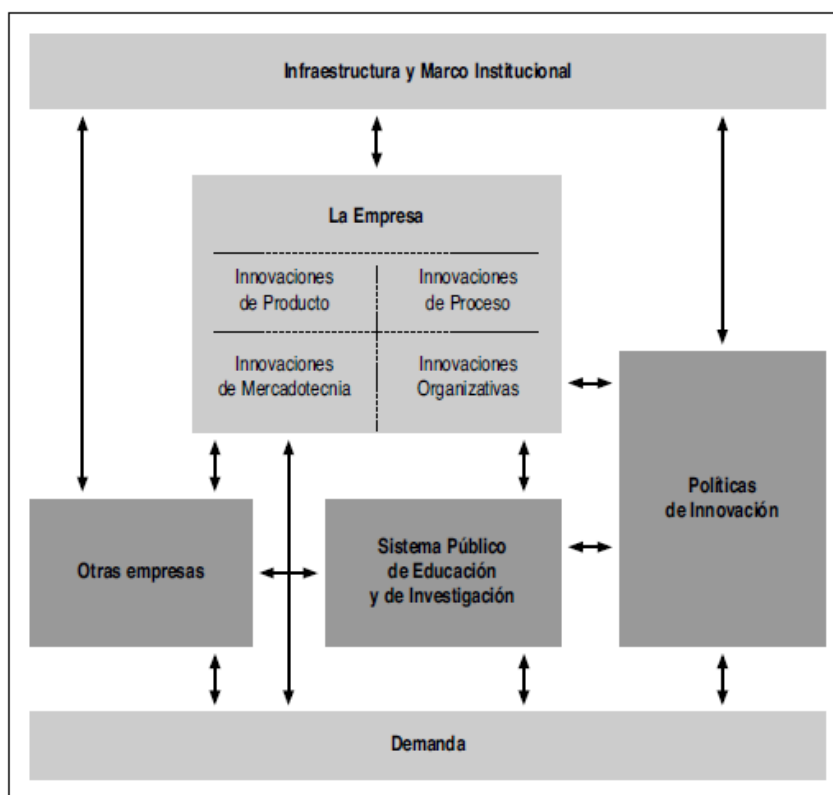 Infraestructura y Marco Institucional
La Empresa
Innovaciones
de Producto
Innovaciones
de Proceso
Innovaciones
de Mercadotecnia
Innovaciones
Organizativas
Políticas
de Innovación
Otras empresas
Sistema Público
de Educación
y de Investigación
Demanda